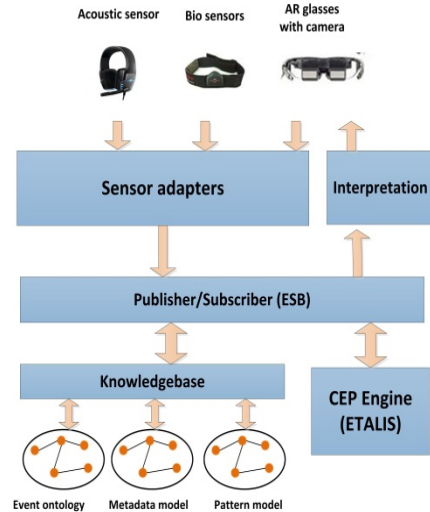 Acoustic sensor
Bio sensors
AR glasses
with camera
Sensor adapters
Interpretation
Publisher/Subscriber (ESB)
Knowledgebase
CEP Engine
(ETALIS)
Event ontology
Metadata model
Pattern model